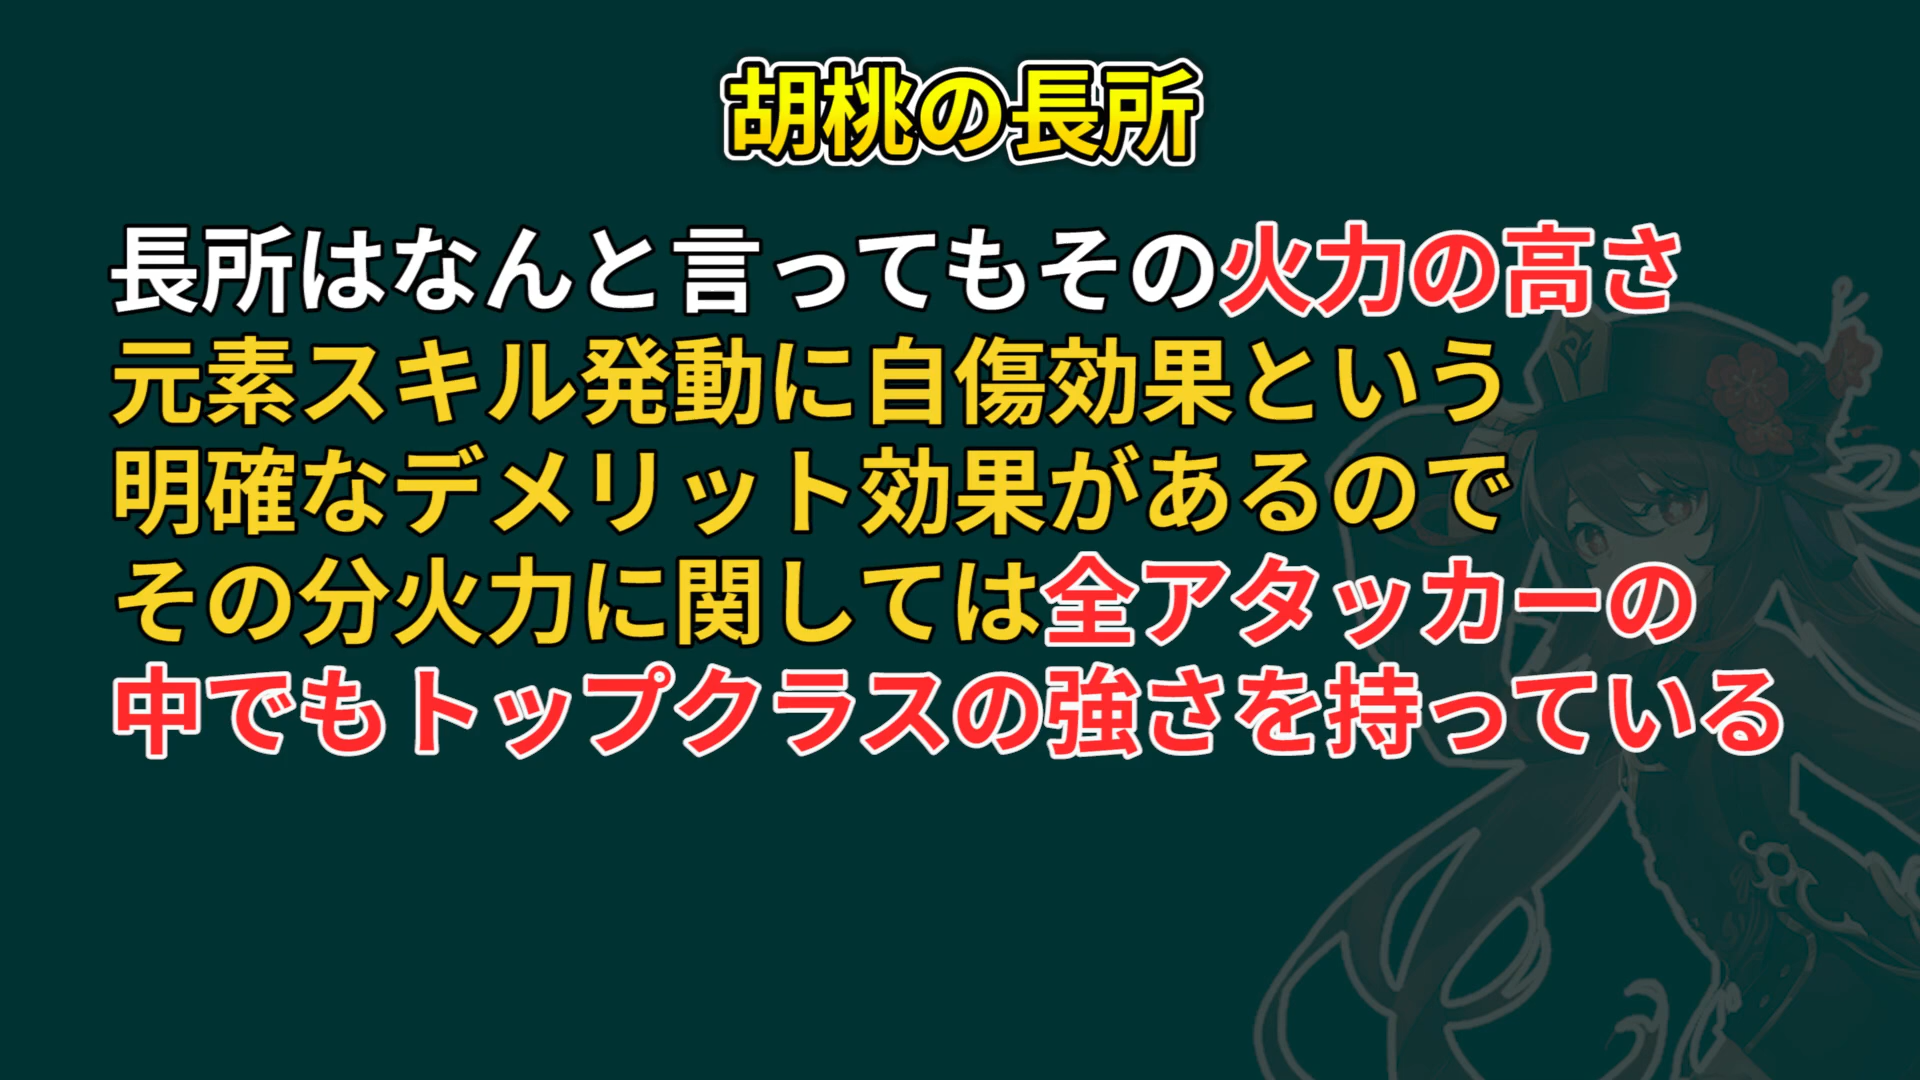 胡桃の長所
長所はなんと言ってもその火力の高さ
元素スキル発動に自傷効果という
明確なデメリット効果があるので
その分火力に関しては全アタッカーの
中でもトップクラスの強さを持っている